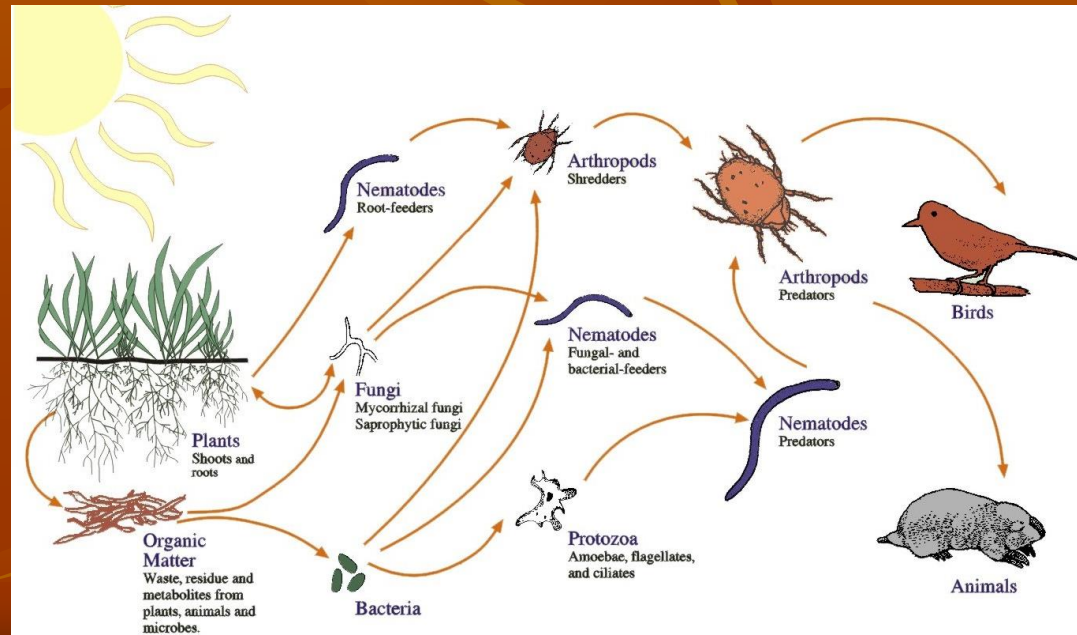 Nematodes
Root-feeders
Arthropods
Shredders
Arthropods
Predators
Birds
Nematodes
Fungal- and
bacterial-feeders
Fungi
Mycorrhizal fungi
Saprophytic fungi
Plants
Shoots and
roots
Nematodes
Predators
Organic
Matter
Waste, residue and
metabolites from
plants, animals and
microbes.
Bacteria
Protozoa
Amoebae, flagellates,
and ciliates
Animals